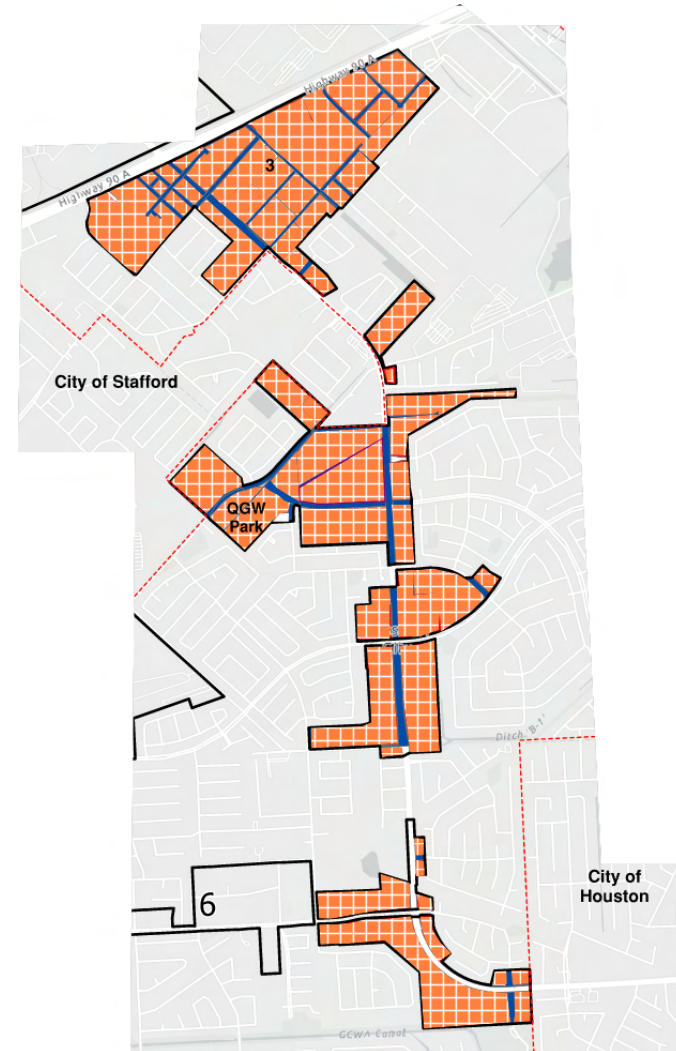 Highway 90 A
Highway 90 A
3
City of Stafford
QGW
Park
S
Ditch B-1
6
City of
Houston
GCWA Canal